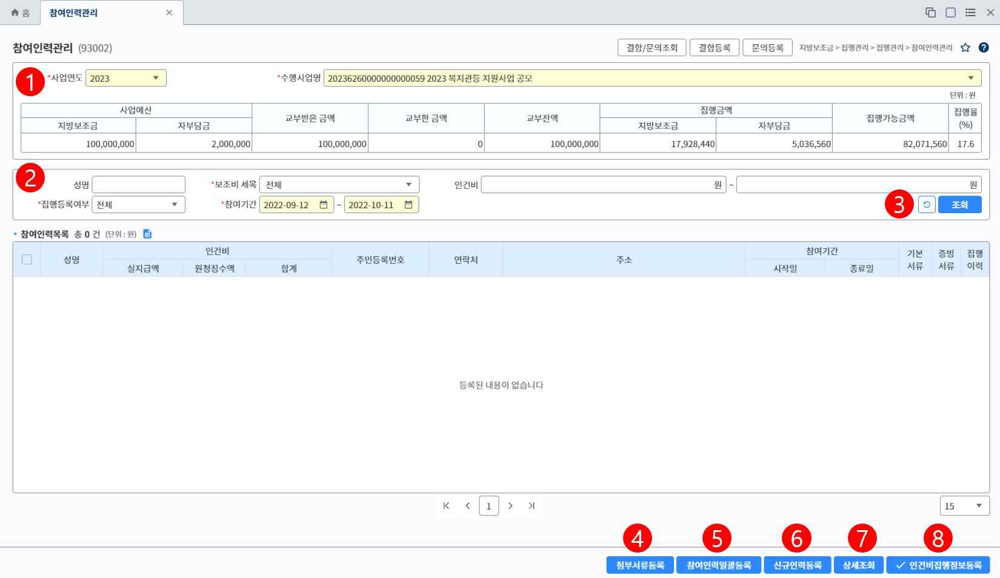 홈
참여인력관리
참여인력관리 (93002)
결함/문의조회 결함등록 문의등록 지방보조금 > 집행관리 > 집행관리 > 참여인력관리 ?
1 *사업연도 2023 *수행사업명 20236260000000000059 2023 복지관등 지원사업 공모
단위 : 원
사업예산 교부받은 금액 교부한 금액 교부잔액 집행금액 집행가능금액 집행율 (%)
지방보조금 자부담금 지방보조금 자부담금
100,000,000 2,000,000 100,000,000 0 100,000,000 17,928,440 5,036,560 82,071,560 17.6
2 성명 *보조비 세목 전체 인건비 원 ~ 원
*집행등록여부 전체 *참여기간 2022-09-12 ~ 2022-10-11 3 조회
참여인력목록 총 0 건 (단위 : 원)
성명 인건비 주민등록번호 연락처 주소 참여기간 기본 서류 증빙 서류 집행 이력
실지급액 원청징수액 합계 시작일 종료일
등록된 내용이 없습니다
1 15
4 5 6 7 8
첨부서류등록 참여인력일괄등록 신규인력등록 상세조회 인건비집행정보등록